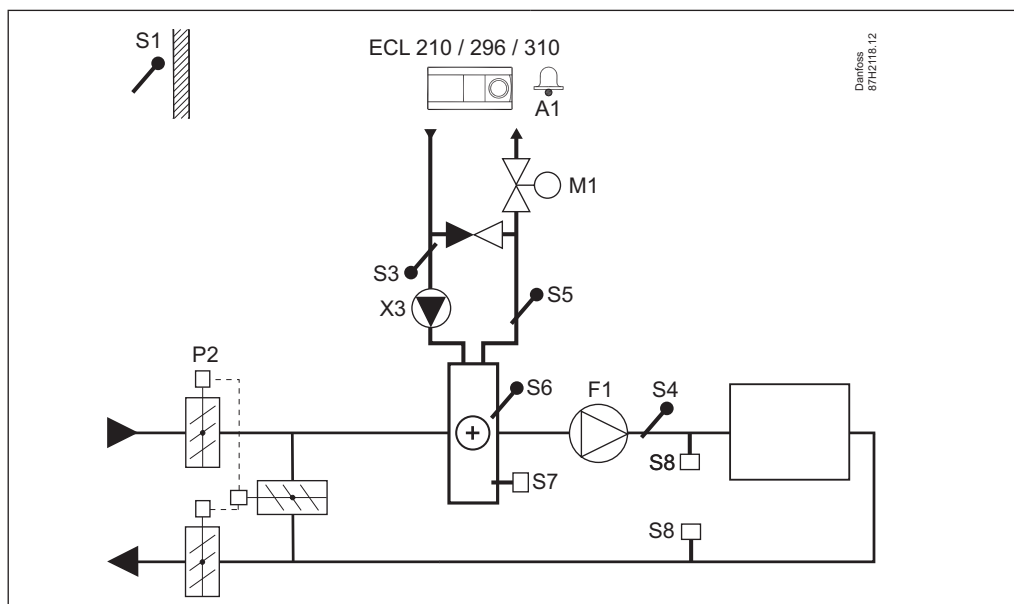 S1
ECL 210 / 296 / 310
A1
Danfoss
87H2118.12
M1
S3
S5
X3
P2
S6
F1
S4
S8
S7
S8